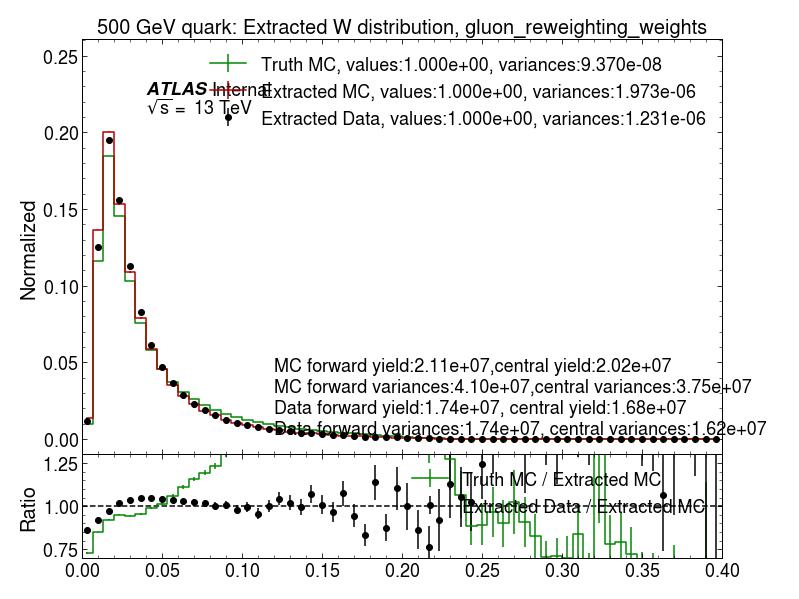 500 GeV quark: Extracted W distribution, gluon_reweighting_weights
0.25
0.20
0.15
0.10
0.05
0.00
Normalized
Truth MC, values:1.000e+00, variances:9.370e-08
Extracted MC, values:1.000e+00, variances:1.973e-06
Extracted Data, values:1.000e+00, variances:1.231e-06
ATLAS Internal
√s = 13 TeV
MC forward yield:2.11e+07,central yield:2.02e+07
MC forward variances:4.10e+07,central variances:3.75e+07
Data forward yield:1.74e+07, central yield:1.68e+07
Data forward variances:1.74e+07, central variances:1.62e+07
1.25
1.00
0.75
Ratio
Truth MC / Extracted MC
Extracted Data / Extracted MC
0.00 0.05 0.10 0.15 0.20 0.25 0.30 0.35 0.40